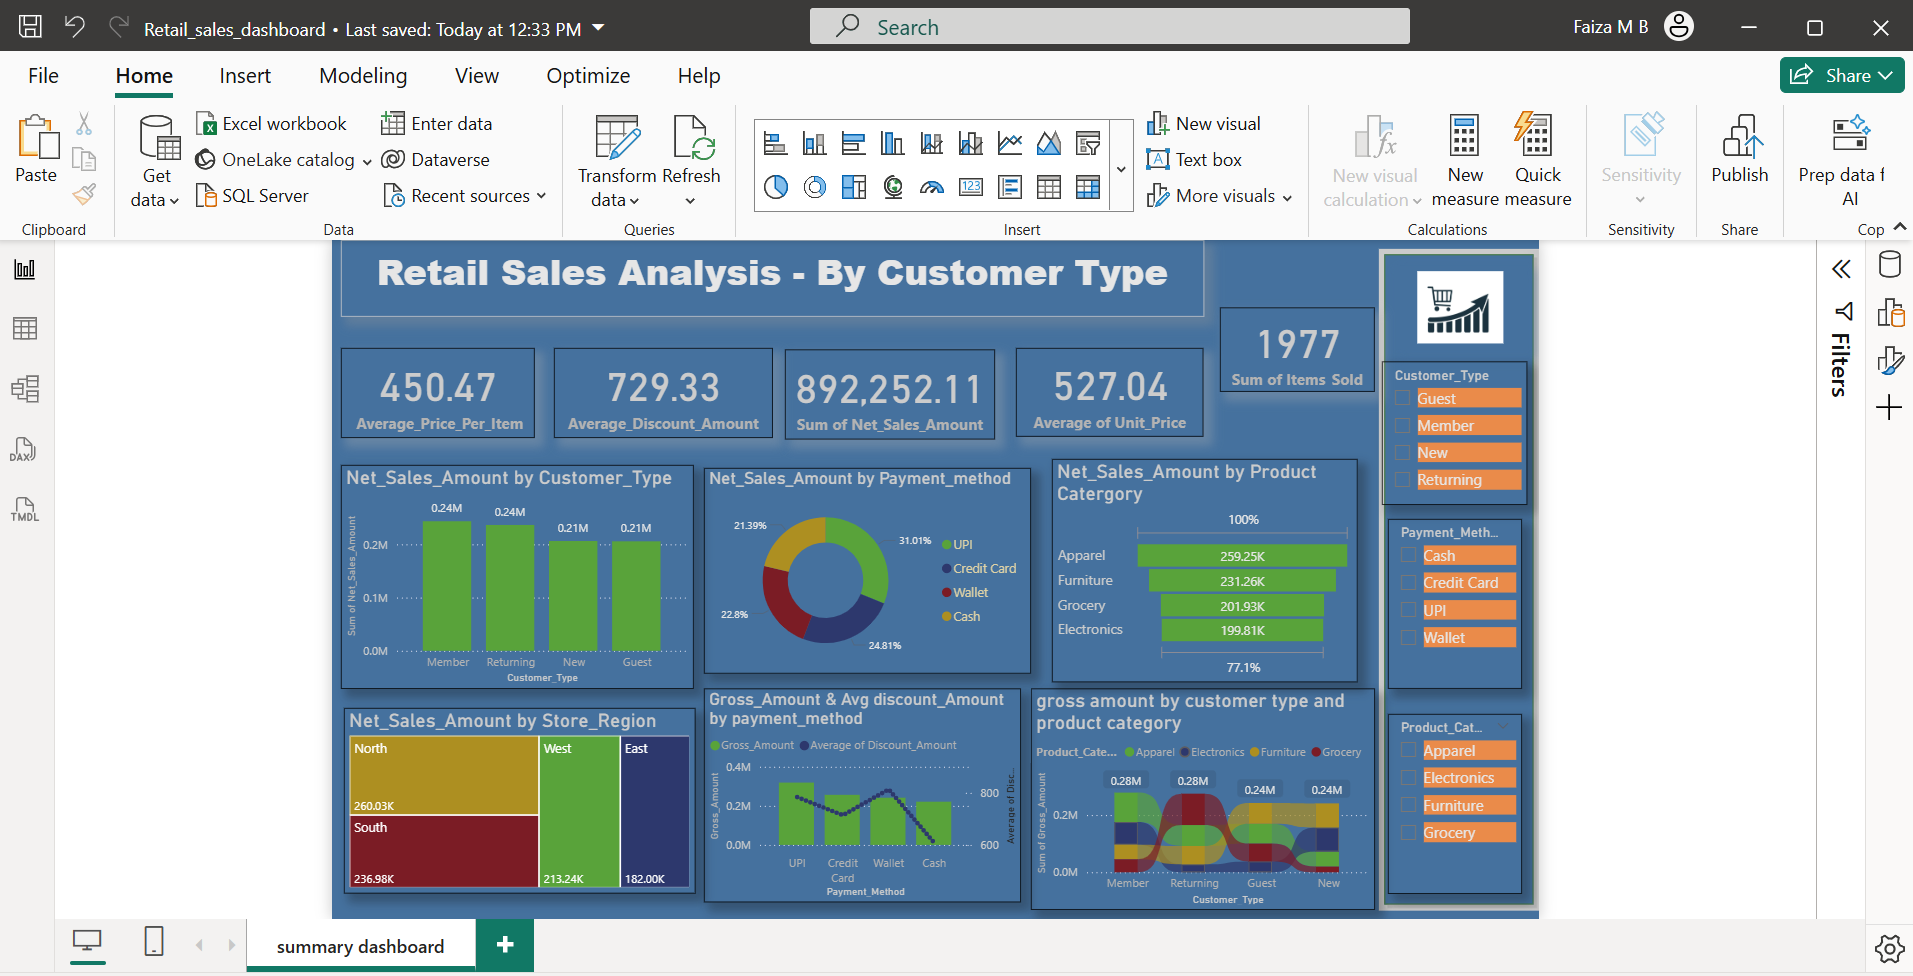 Retail_sales_dashboard • Last saved: Today at 12:33 PM
Search
Faiza M B
File
Home
Insert
Modeling
View
Optimize
Help
Share
Paste
Clipboard
Get data
Excel workbook
OneLake catalog
SQL Server
Enter data
Dataverse
Recent sources
Data
Transform data
Refresh
Queries
123
New visual
Text box
More visuals
Insert
New visual calculation
New measure
Quick measure
Calculations
Sensitivity
Sensitivity
Publish
Share
Prep data f
AI
Cop
DAX
TMDL
Filters
Retail Sales Analysis - By Customer Type
450.47
Average_Price_Per_Item
729.33
Average_Discount_Amount
892,252.11
Sum of Net_Sales_Amount
527.04
Average of Unit_Price
1977
Sum of Items Sold
Customer_Type
Guest
Member
New
Returning
Payment_Meth...
Cash
Credit Card
UPI
Wallet
Product_Cat...
Apparel
Electronics
Furniture
Grocery
Net_Sales_Amount by Customer_Type
Sum of Net_Sales_Amount
0.2M
0.1M
0.0M
0.24M
0.24M
0.21M
0.21M
Member
Returning
New
Guest
Customer_Type
Net_Sales_Amount by Payment_method
21.39%
31.01%
22.8%
24.81%
UPI
Credit Card
Wallet
Cash
Net_Sales_Amount by Product
Catergory
100%
Apparel
259.25K
Furniture
231.26K
Grocery
201.93K
Electronics
199.81K
77.1%
Net_Sales_Amount by Store_Region
North
260.03K
South
236.98K
West
213.24K
East
182.00K
Gross_Amount & Avg discount_Amount
by payment_method
Gross_Amount
Average of Discount_Amount
Gross_Amount
0.4M
0.2M
0.0M
800
600
Average of Disc...
UPI
Credit
Card
Wallet
Cash
Payment_Method
gross amount by customer type and
product category
Product_Cate...
Apparel
Electronics
Furniture
Grocery
Sum of Gross_Amount
0.2M
0.0M
0.28M
0.28M
0.24M
0.24M
Member
Returning
Guest
New
Customer_Type
summary dashboard